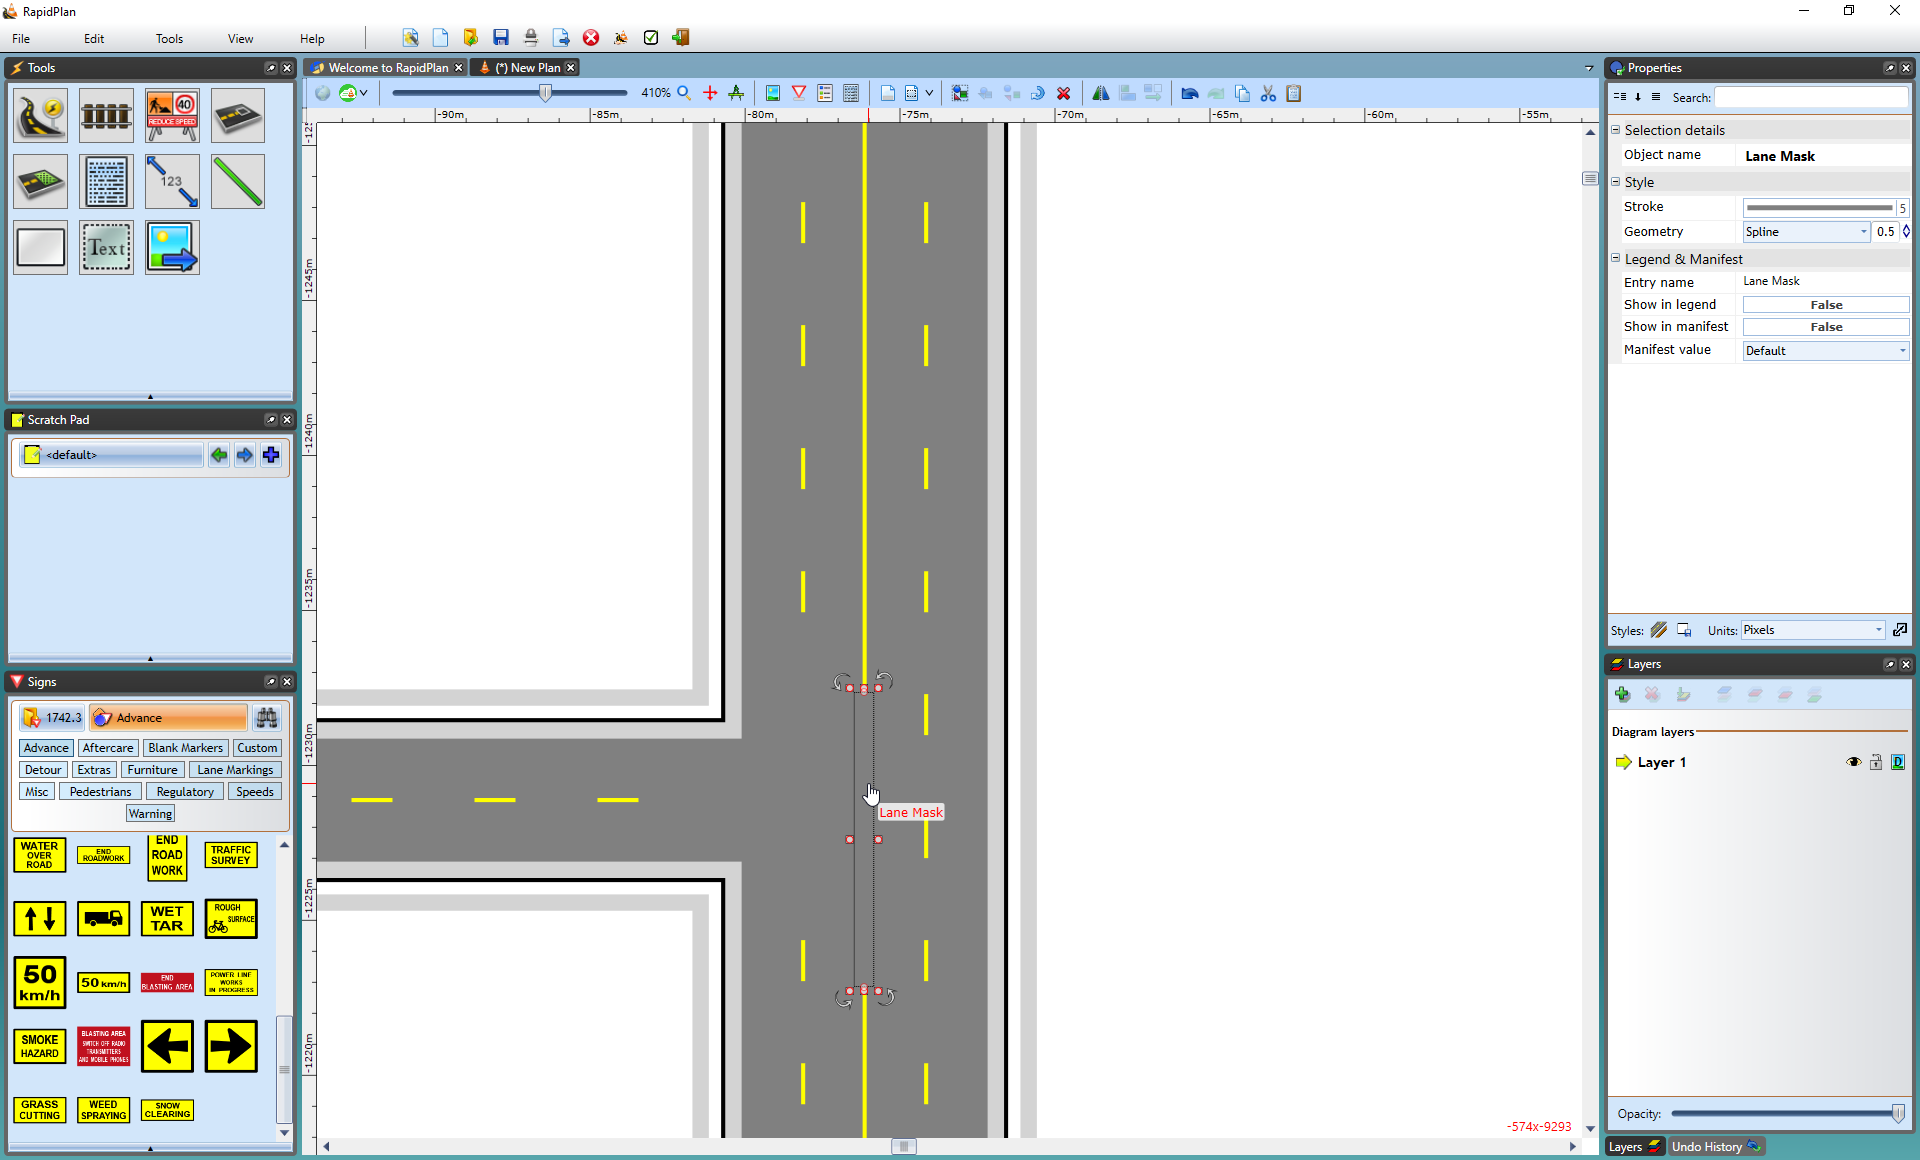 RapidPlan
File Edit Tools View Help
Tools
Welcome to RapidPlan (*) New Plan
Properties
410%
Search:
-90m -85m -80m -75m -70m -65m -60m -55m
Selection details
Object name Lane Mask
Style
Stroke 5
Geometry Spline 0.5
Legend & Manifest
Entry name Lane Mask
Show in legend False
Show in manifest False
Manifest value Default
40
REDUCE SPEED
123
Text
-1245m
-1240m
-1235m
-1230m
-1225m
-1220m
Scratch Pad
<default>
Signs
1742.3 Advance
Advance Aftercare Blank Markers Custom
Detour Extras Furniture Lane Markings
Misc Pedestrians Regulatory Speeds
Warning
WATER
OVER
ROAD
END
ROADWORK
END
ROAD
WORK
TRAFFIC
SURVEY
WET
TAR
ROUGH
SURFACE
50
km/h
50 km/h
END
BLASTING AREA
POWER LINE
WORKS
IN PROGRESS
SMOKE
HAZARD
BLASTING AREA
SWITCH OFF RADIO
TRANSMITTERS
AND MOBILE PHONES
GRASS
CUTTING
WEED
SPRAYING
SNOW
CLEARING
Lane Mask
-574x-9293
Styles: Units: Pixels
Layers
Diagram layers
Layer 1 D
Opacity:
Layers Undo History